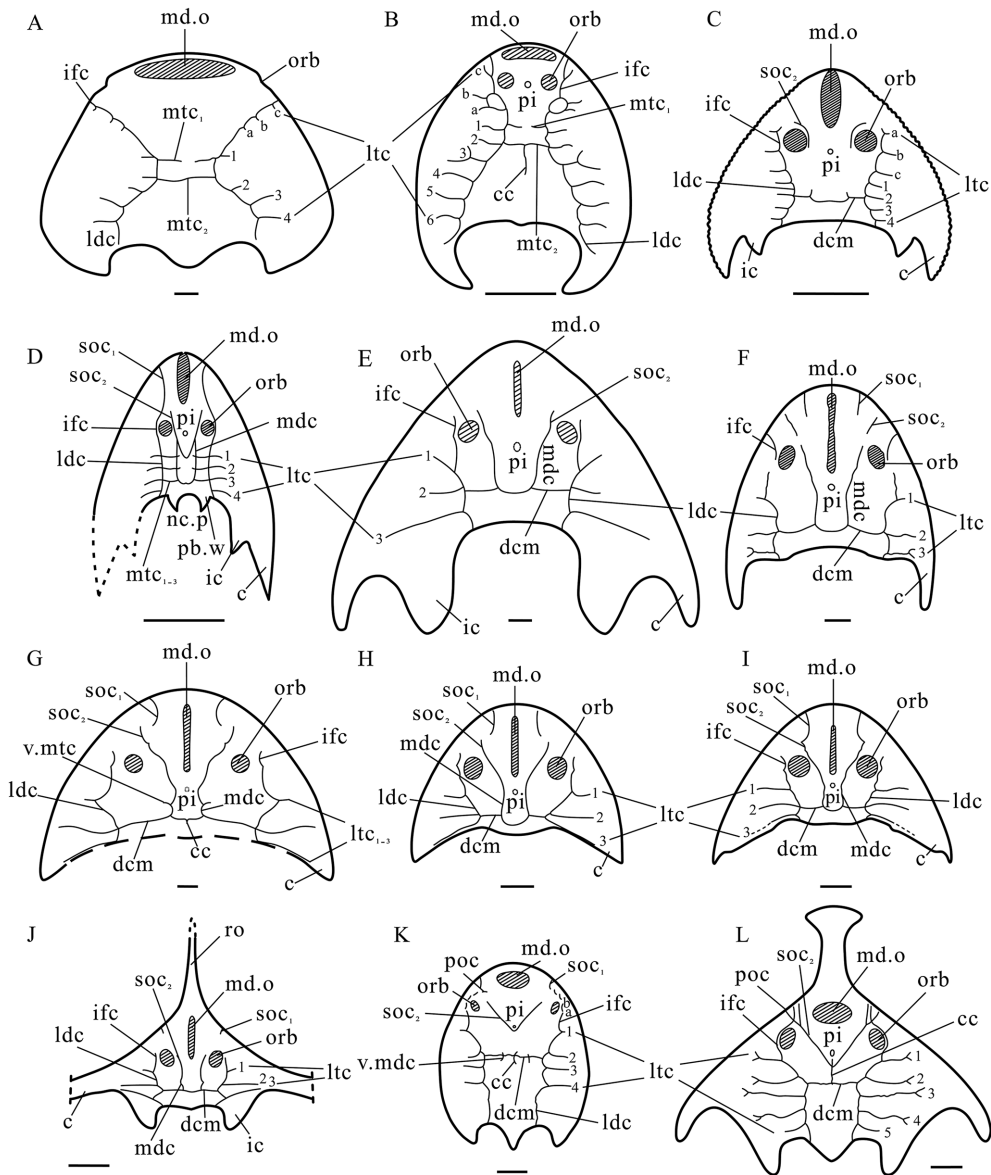 A
md.o
orb
ifc
mtc₁
c
b
a
1
2
3
4
ltc
mtc₂
ldc
B
md.o
orb
ifc
mtc₁
c
b
a
pi
1
2
3
4
5
6
cc
mtc₂
ldc
C
md.o
soc₂
orb
ifc
a
b
c
1
2
3
4
pi
ltc
ldc
dcm
ic
c
D
soc₁
md.o
soc₂
orb
pi
ifc
mdc
ldc
1
2
3
4
ltc
nc.p
pb.w
mtc₁₋₃
ic
c
E
md.o
orb
soc₂
ifc
1
pi
mdc
2
ldc
3
dcm
ic
c
F
md.o
soc₁
soc₂
ifc
orb
pi
mdc
1
ltc
2
3
dcm
c
G
md.o
soc₁
orb
soc₂
ifc
v.mtc
pi
mdc
ldc
ltc₁₋₃
dcm
cc
c
H
md.o
soc₁
orb
soc₂
mdc
ldc
pi
1
2
3
ltc
dcm
c
I
md.o
soc₁
soc₂
orb
ifc
1
2
3
pi
ldc
dcm
mdc
c
J
ro
soc₂
md.o
ifc
soc₁
orb
ldc
1
2
3
ltc
c
mdc
dcm
ic
K
md.o
poc
soc₁
orb
pi
b
a
ifc
soc₂
1
v.mdc
2
3
4
ltc
cc
dcm
ldc
L
soc₂
md.o
poc
orb
ifc
pi
cc
1
2
3
4
5
dcm